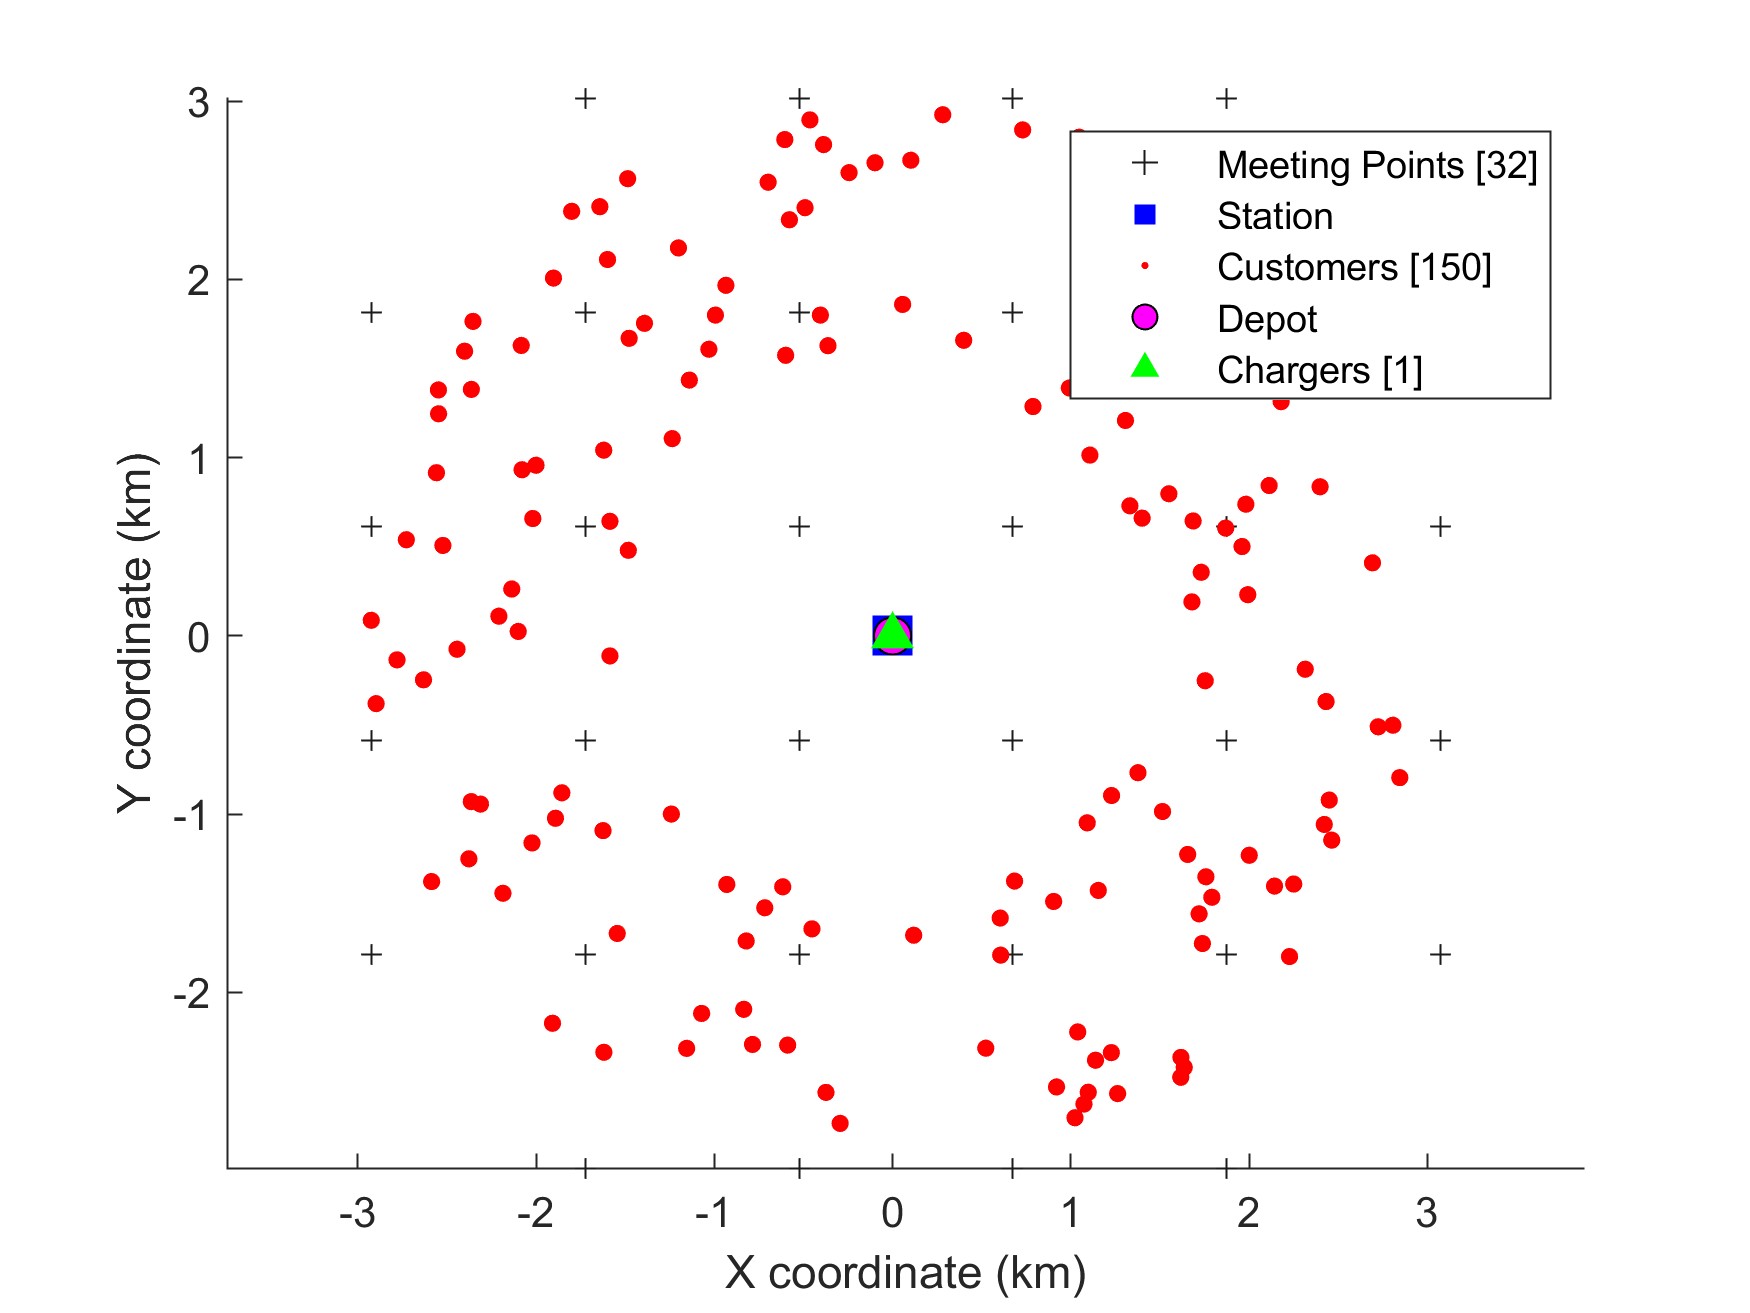 3
2
1
0
-1
-2
Y coordinate (km)
Meeting Points [32]
Station
Customers [150]
Depot
Chargers [1]
-3 -2 -1 0 1 2 3
X coordinate (km)